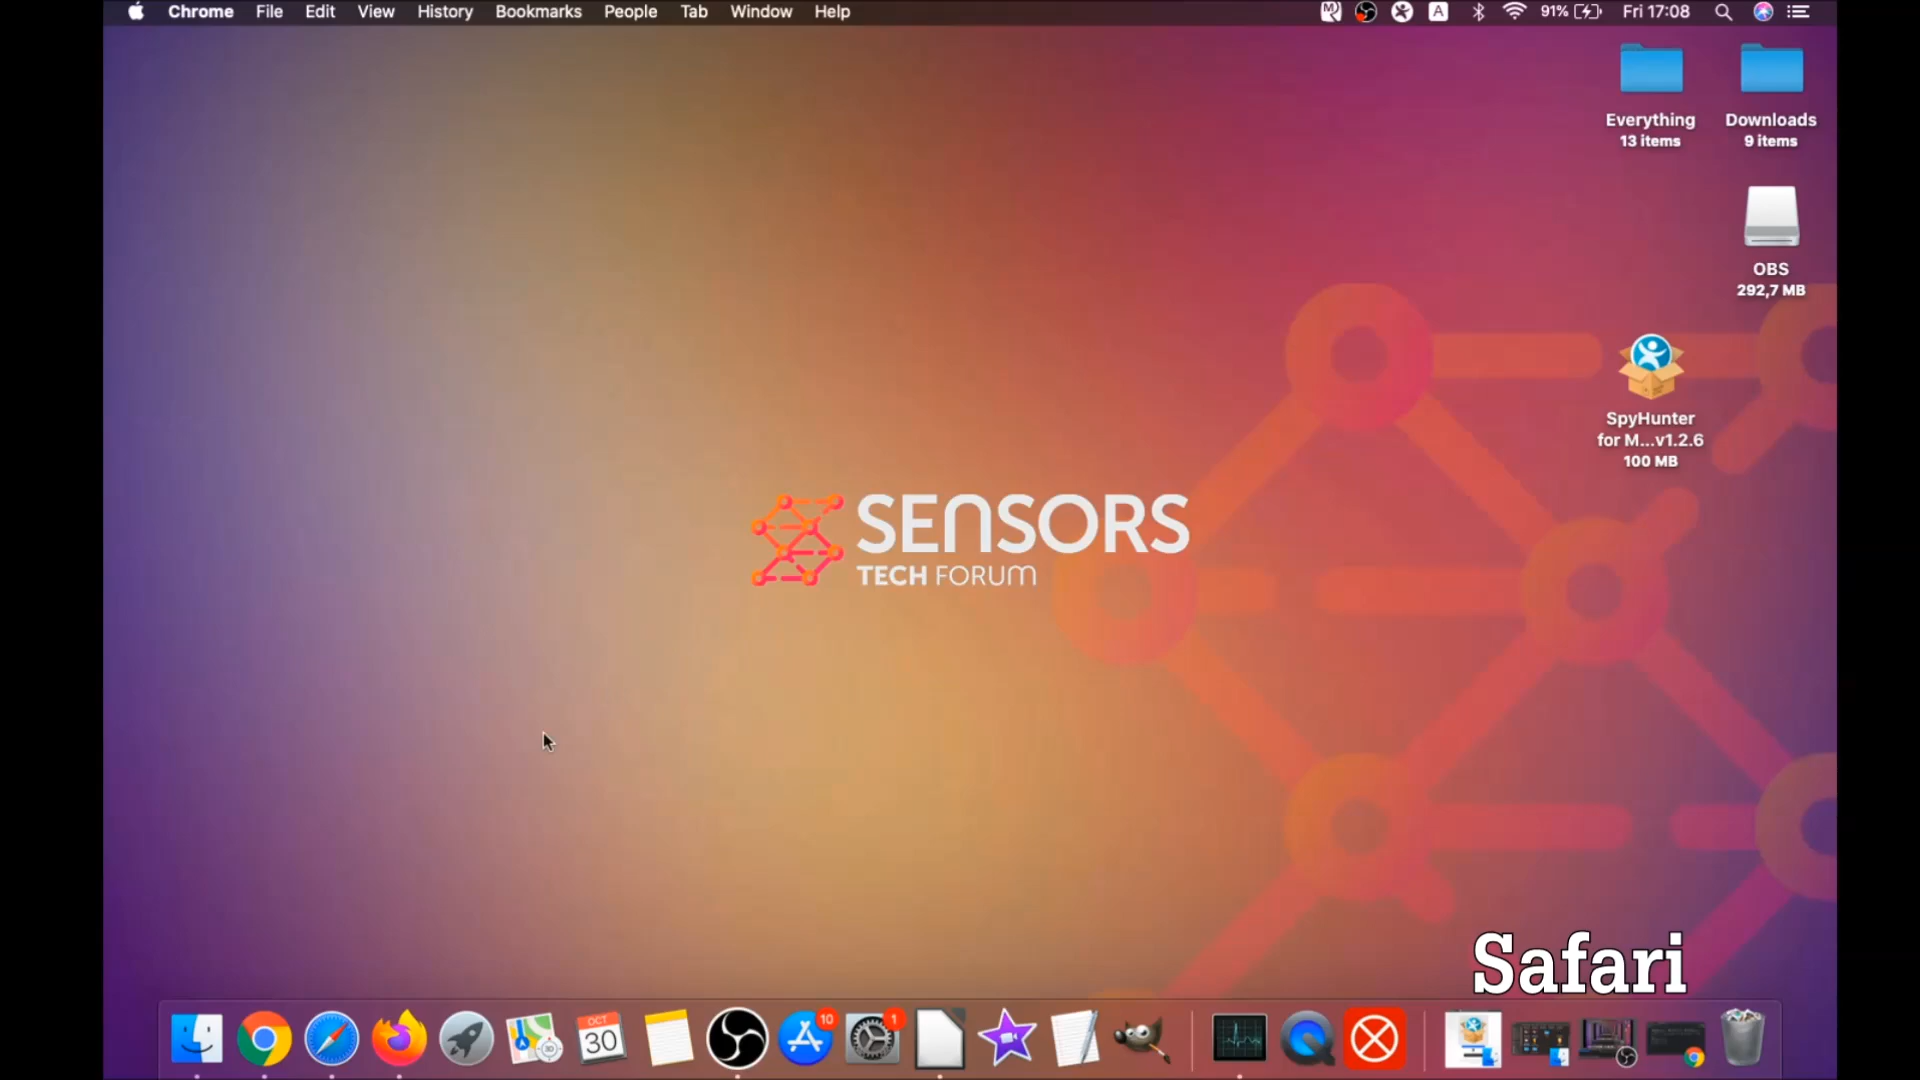 Chrome File Edit View History Bookmarks People Tab Window Help
A 91% Fri 17:08
Everything
13 items
Downloads
9 items
OBS
292,7 MB
SpyHunter
for M...v1.2.6
100 MB
SENSORS
TECH FORUM
Safari
OCT
30
10
1